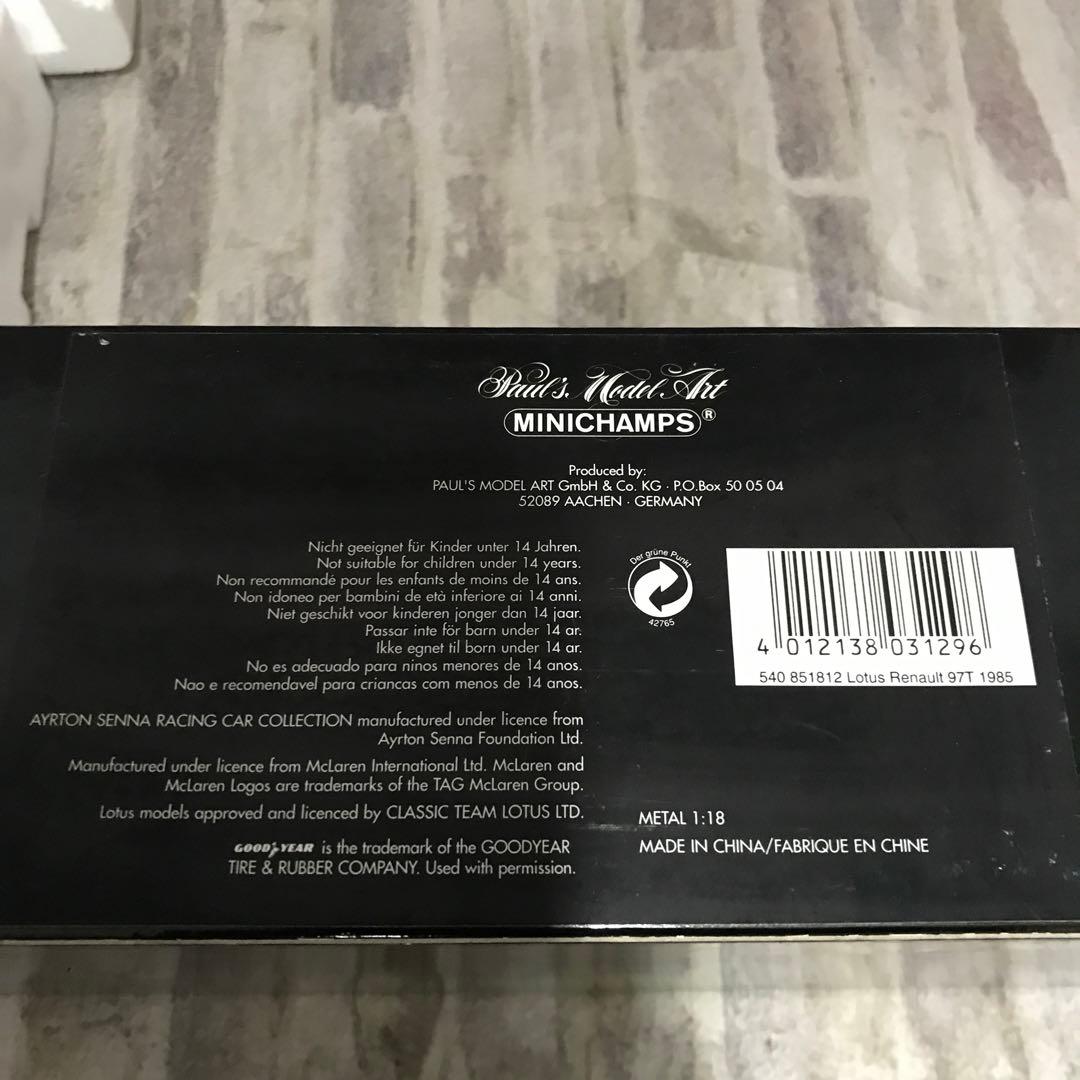 Paul's Model Art
MINICHAMPS®
Produced by:
PAUL'S MODEL ART GmbH & Co. KG · P.O.Box 50 05 04
52089 AACHEN · GERMANY
Nicht geeignet für Kinder unter 14 Jahren.
Not suitable for children under 14 years.
Non recommandé pour les enfants de moins de 14 ans.
Non idoneo per bambini de età inferiore ai 14 anni.
Niet geschikt voor kinderen jonger dan 14 jaar.
Passar inte för barn under 14 ar.
Ikke egnet til born under 14 ar.
No es adecuado para ninos menores de 14 anos.
Nao e recomendavel para criancas com menos de 14 anos.
Der grüne Punkt
42765
4 012138 031296
540 851812 Lotus Renault 97T 1985
AYRTON SENNA RACING CAR COLLECTION manufactured under licence from
Ayrton Senna Foundation Ltd.
Manufactured under licence from McLaren International Ltd. McLaren and
McLaren Logos are trademarks of the TAG McLaren Group.
Lotus models approved and licenced by CLASSIC TEAM LOTUS LTD.
GOODYEAR is the trademark of the GOODYEAR
TIRE & RUBBER COMPANY. Used with permission.
METAL 1:18
MADE IN CHINA/FABRIQUE EN CHINE